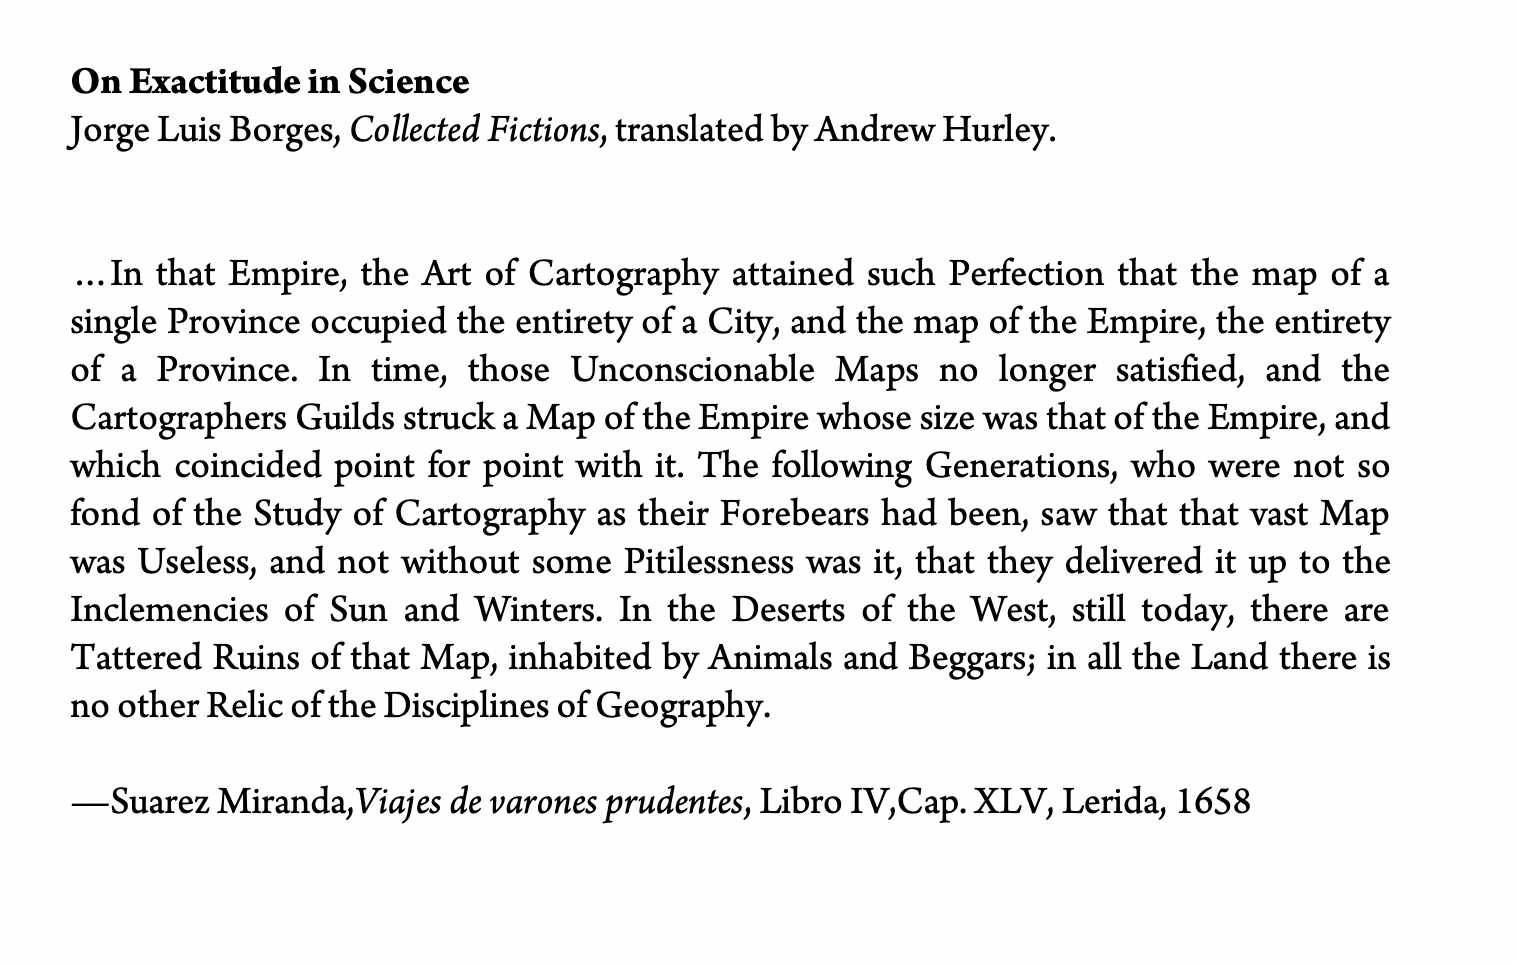 On Exactitude in Science
Jorge Luis Borges, Collected Fictions, translated by Andrew Hurley.
…In that Empire, the Art of Cartography attained such Perfection that the map of a
single Province occupied the entirety of a City, and the map of the Empire, the entirety
of a Province. In time, those Unconscionable Maps no longer satisfied, and the
Cartographers Guilds struck a Map of the Empire whose size was that of the Empire, and
which coincided point for point with it. The following Generations, who were not so
fond of the Study of Cartography as their Forebears had been, saw that that vast Map
was Useless, and not without some Pitilessness was it, that they delivered it up to the
Inclemencies of Sun and Winters. In the Deserts of the West, still today, there are
Tattered Ruins of that Map, inhabited by Animals and Beggars; in all the Land there is
no other Relic of the Disciplines of Geography.
—Suarez Miranda,Viajes de varones prudentes, Libro IV,Cap. XLV, Lerida, 1658